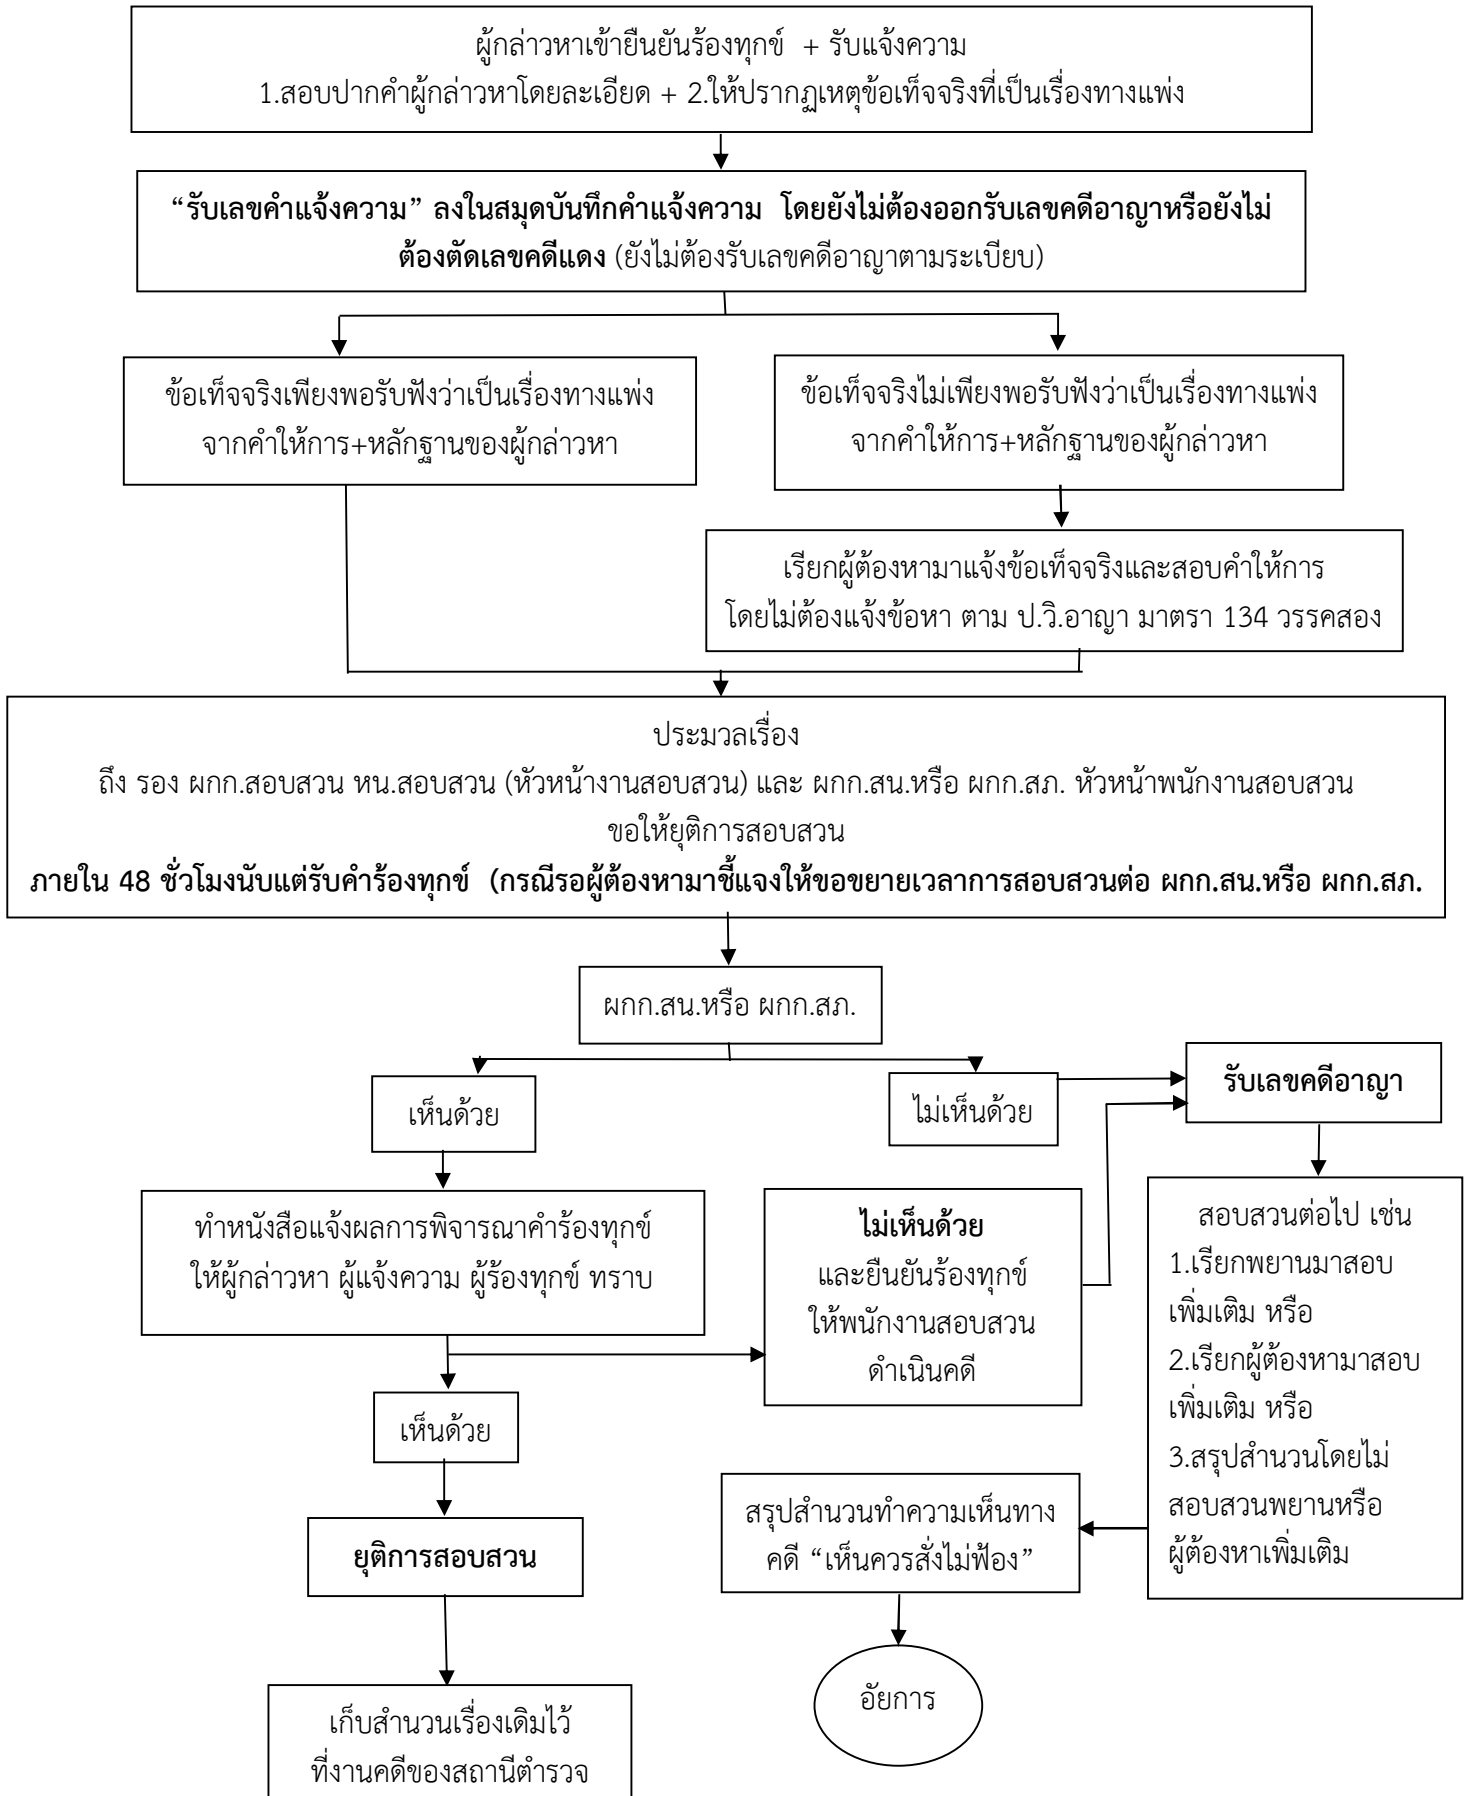 ผู้กล่าวหาเข้ายืนยันร้องทุกข์ + รับแจ้งความ
1.สอบปากคำผู้กล่าวหาโดยละเอียด + 2.ให้ปรากฏเหตุข้อเท็จจริงที่เป็นเรื่องทางแพ่ง
“รับเลขคำแจ้งความ” ลงในสมุดบันทึกคำแจ้งความ โดยยังไม่ต้องออกรับเลขคดีอาญาหรือยังไม่
ต้องตัดเลขคดีแดง (ยังไม่ต้องรับเลขคดีอาญาตามระเบียบ)
ข้อเท็จจริงเพียงพอรับฟังว่าเป็นเรื่องทางแพ่ง
จากคำให้การ+หลักฐานของผู้กล่าวหา
ข้อเท็จจริงไม่เพียงพอรับฟังว่าเป็นเรื่องทางแพ่ง
จากคำให้การ+หลักฐานของผู้กล่าวหา
เรียกผู้ต้องหามาแจ้งข้อเท็จจริงและสอบคำให้การ
โดยไม่ต้องแจ้งข้อหา ตาม ป.วิ.อาญา มาตรา 134 วรรคสอง
ประมวลเรื่อง
ถึง รอง ผกก.สอบสวน หน.สอบสวน (หัวหน้างานสอบสวน) และ ผกก.สน.หรือ ผกก.สภ. หัวหน้าพนักงานสอบสวน
ขอให้ยุติการสอบสวน
ภายใน 48 ชั่วโมงนับแต่รับคำร้องทุกข์ (กรณีรอผู้ต้องหามาชี้แจงให้ขอขยายเวลาการสอบสวนต่อ ผกก.สน.หรือ ผกก.สภ.
ผกก.สน.หรือ ผกก.สภ.
เห็นด้วย
ไม่เห็นด้วย
รับเลขคดีอาญา
ทำหนังสือแจ้งผลการพิจารณาคำร้องทุกข์
ให้ผู้กล่าวหา ผู้แจ้งความ ผู้ร้องทุกข์ ทราบ
ไม่เห็นด้วย
และยืนยันร้องทุกข์
ให้พนักงานสอบสวน
ดำเนินคดี
สอบสวนต่อไป เช่น
1.เรียกพยานมาสอบ
เพิ่มเติม หรือ
2.เรียกผู้ต้องหามาสอบ
เพิ่มเติม หรือ
3.สรุปสำนวนโดยไม่
สอบสวนพยานหรือ
ผู้ต้องหาเพิ่มเติม
เห็นด้วย
สรุปสำนวนทำความเห็นทาง
คดี “เห็นควรสั่งไม่ฟ้อง”
ยุติการสอบสวน
อัยการ
เก็บสำนวนเรื่องเดิมไว้
ที่งานคดีของสถานีตำรวจ